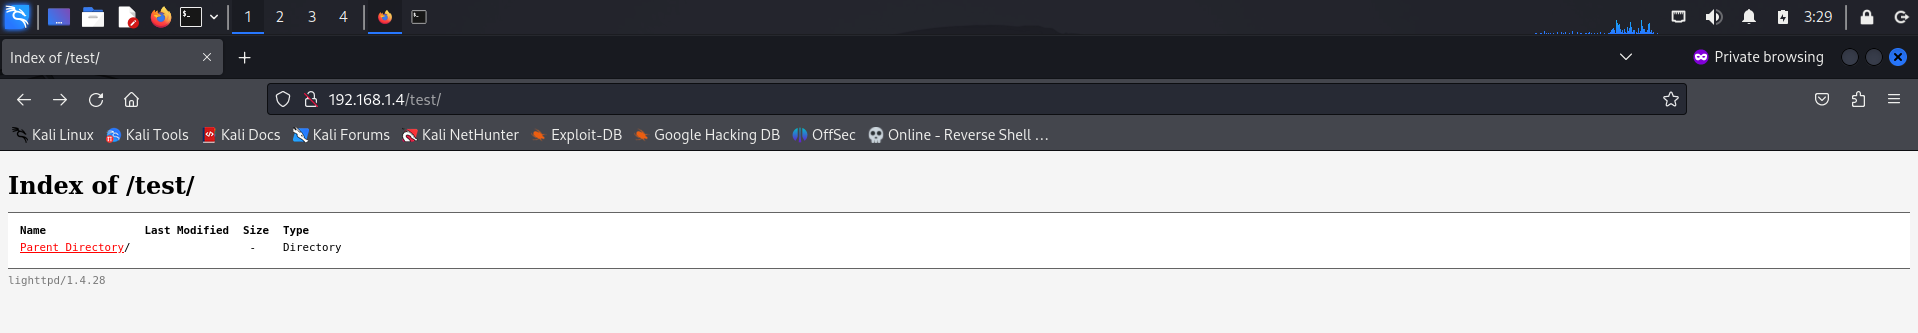 1 2 3 4 3:29
Index of /test/ Private browsing
192.168.1.4/test/
Kali Linux Kali Tools Kali Docs Kali Forums Kali NetHunter Exploit-DB Google Hacking DB OffSec Online - Reverse Shell …
Index of /test/
Name Last Modified Size Type
Parent Directory/ - Directory
lighttpd/1.4.28